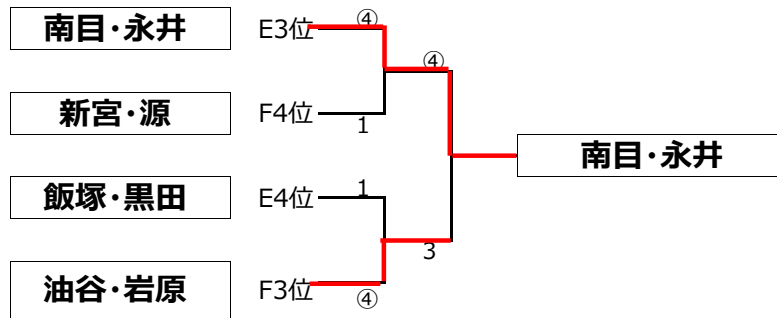 南目・永井 E3位 ④
④
新宮・源 F4位 1
南目・永井
飯塚・黒田 E4位 1
3
油谷・岩原 F3位 ④